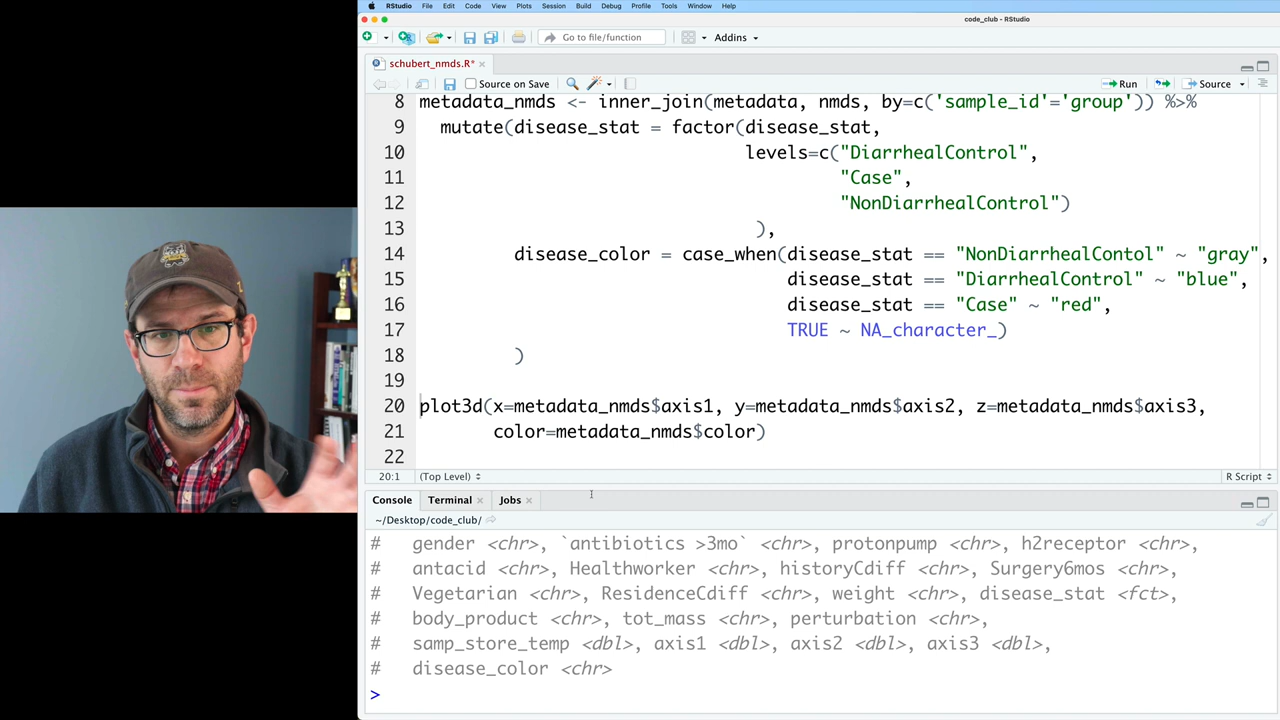 RStudio File Edit Code View Plots Session Build Debug Profile Tools Window Help
code_club - RStudio
Go to file/function Addins
schubert_nmds.R*
Source on Save Run Source
8 metadata_nmds <- inner_join(metadata, nmds, by=c('sample_id'='group')) %>%
9 mutate(disease_stat = factor(disease_stat,
10 levels=c("DiarrhealControl",
11 "Case",
12 "NonDiarrhealControl")
13 ),
14 disease_color = case_when(disease_stat == "NonDiarrhealContol" ~ "gray",
15 disease_stat == "DiarrhealControl" ~ "blue",
16 disease_stat == "Case" ~ "red",
17 TRUE ~ NA_character_)
18 )
19
20 plot3d(x=metadata_nmds$axis1, y=metadata_nmds$axis2, z=metadata_nmds$axis3,
21 color=metadata_nmds$color)
22
20:1 (Top Level) R Script
Console Terminal Jobs
~/Desktop/code_club/
# gender <chr>, `antibiotics >3mo` <chr>, protonpump <chr>, h2receptor <chr>,
# antacid <chr>, Healthworker <chr>, historyCdiff <chr>, Surgery6mos <chr>,
# Vegetarian <chr>, ResidenceCdiff <chr>, weight <chr>, disease_stat <fct>,
# body_product <chr>, tot_mass <chr>, perturbation <chr>,
# samp_store_temp <dbl>, axis1 <dbl>, axis2 <dbl>, axis3 <dbl>,
# disease_color <chr>
>